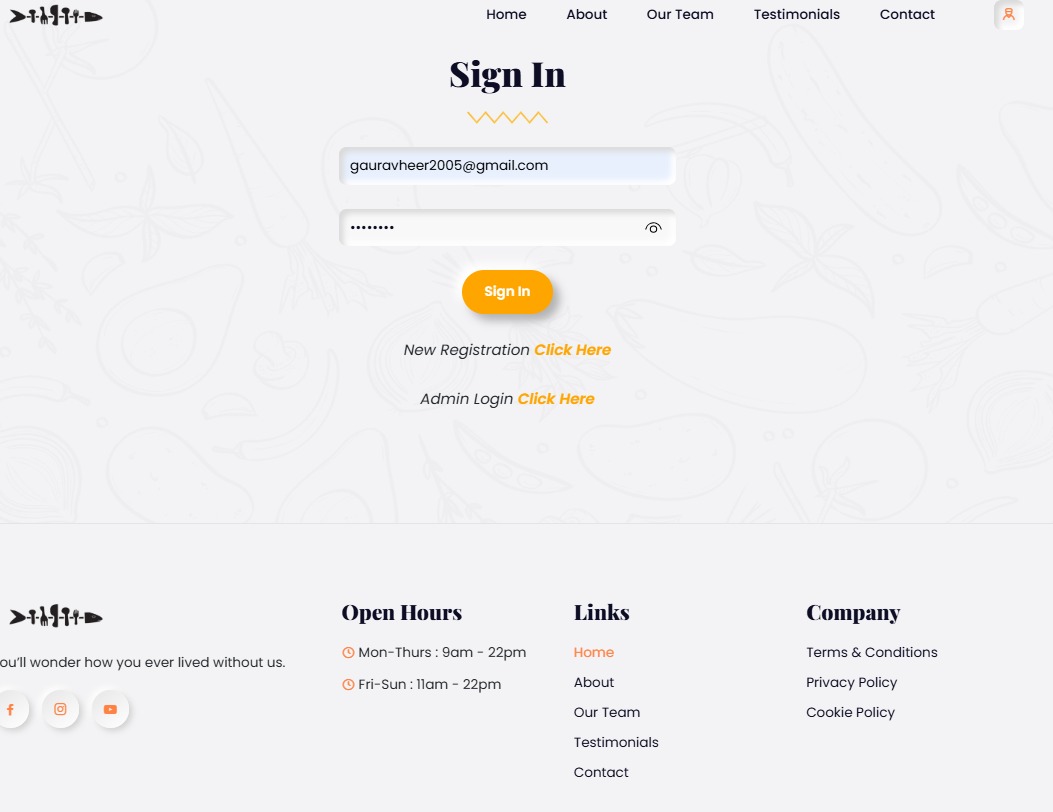 Home About Our Team Testimonials Contact
Sign In
gauravheer2005@gmail.com
••••••••
Sign In
New Registration Click Here
Admin Login Click Here
ou'll wonder how you ever lived without us.
Open Hours
Mon-Thurs : 9am - 22pm
Fri-Sun : 11am - 22pm
Links
Home
About
Our Team
Testimonials
Contact
Company
Terms & Conditions
Privacy Policy
Cookie Policy